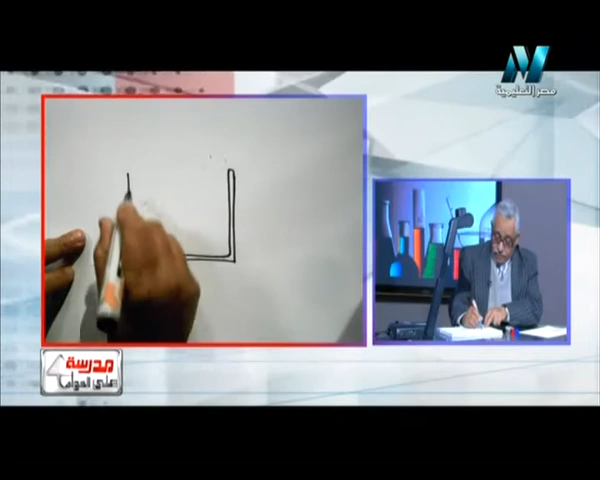 مصر التعليمية
مدرسة
على الهواء